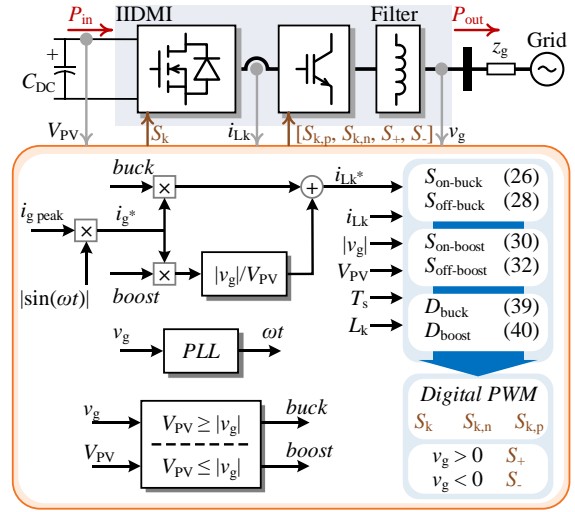 P_in IIDMI Filter P_out
z_g Grid
+
C_DC
V_PV S_k i_Lk [S_k,p, S_k,n, S_+, S_-] v_g
buck i_Lk*
× + S_on-buck (26)
i_g peak i_g* i_Lk S_off-buck (28)
× |v_g| S_on-boost (30)
× |v_g|/V_PV V_PV S_off-boost (32)
|sin(ωt)| boost T_s D_buck (39)
v_g PLL ωt L_k D_boost (40)
Digital PWM
v_g V_PV ≥ |v_g| buck S_k S_k,n S_k,p
V_PV V_PV ≤ |v_g| boost v_g > 0 S_+
v_g < 0 S_-